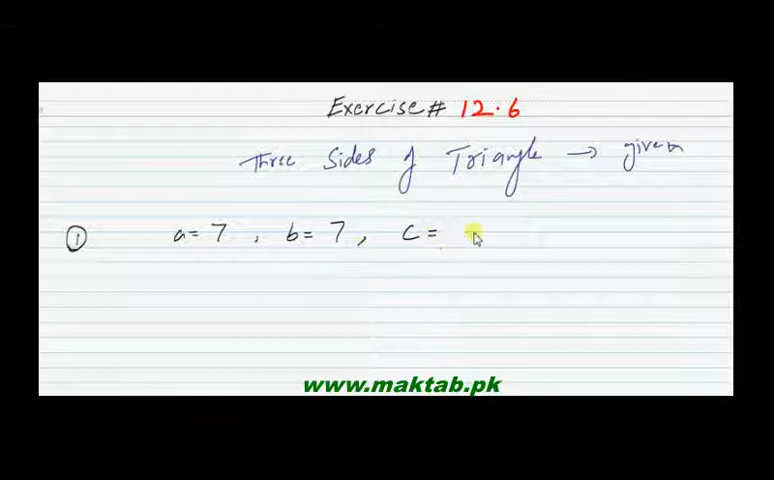 Exercise# 12.6
Three Sides of Triangle → given
① a= 7 , b= 7 , c =
www.maktab.pk